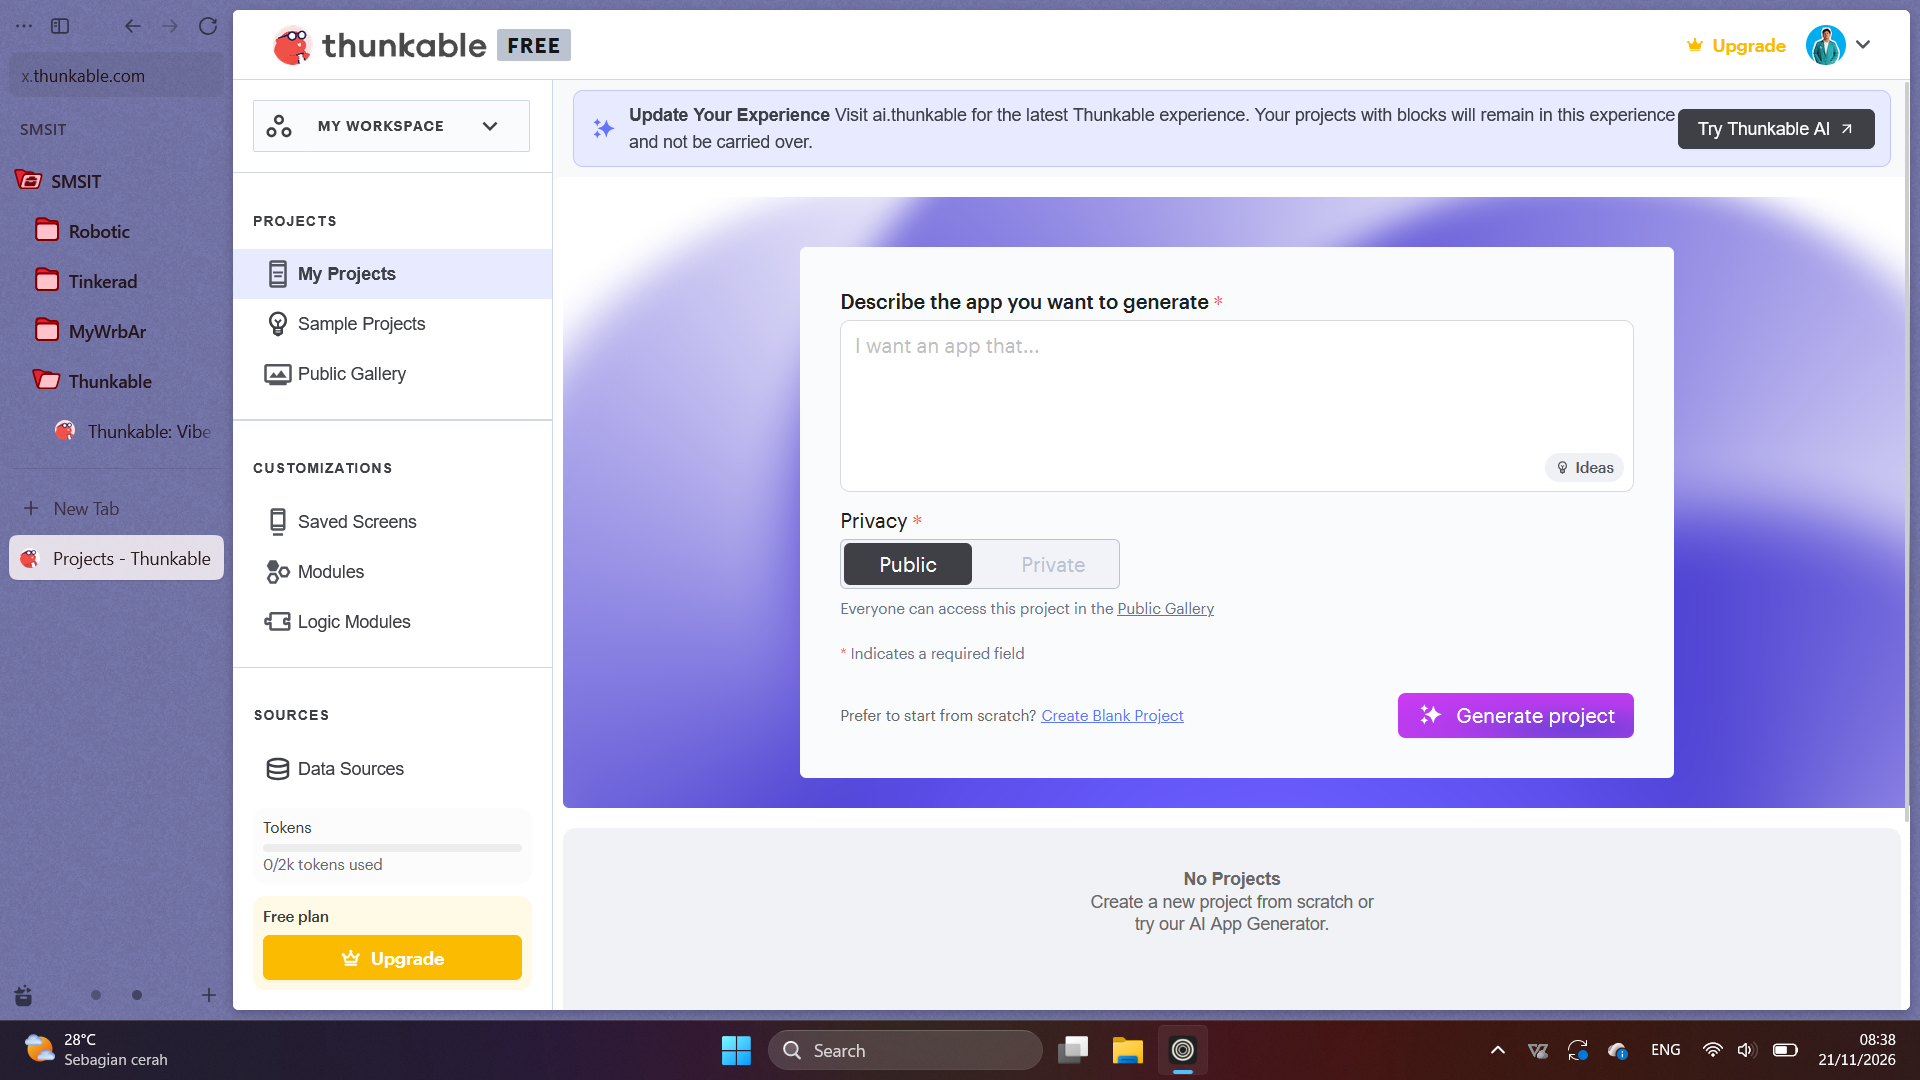 x.thunkable.com
SMSIT
SMSIT
Robotic
Tinkerad
MyWrbAr
Thunkable
Thunkable: Vibe
New Tab
Projects - Thunkable
thunkable FREE
Upgrade
MY WORKSPACE
PROJECTS
My Projects
Sample Projects
Public Gallery
CUSTOMIZATIONS
Saved Screens
Modules
Logic Modules
SOURCES
Data Sources
Tokens
0/2k tokens used
Free plan
Upgrade
Update Your Experience Visit ai.thunkable for the latest Thunkable experience. Your projects with blocks will remain in this experience
and not be carried over.
Try Thunkable AI
Describe the app you want to generate *
I want an app that...
Ideas
Privacy *
Public
Private
Everyone can access this project in the Public Gallery
* Indicates a required field
Prefer to start from scratch? Create Blank Project
Generate project
No Projects
Create a new project from scratch or
try our AI App Generator.
28°C
Sebagian cerah
Search
ENG
08:38
21/11/2026